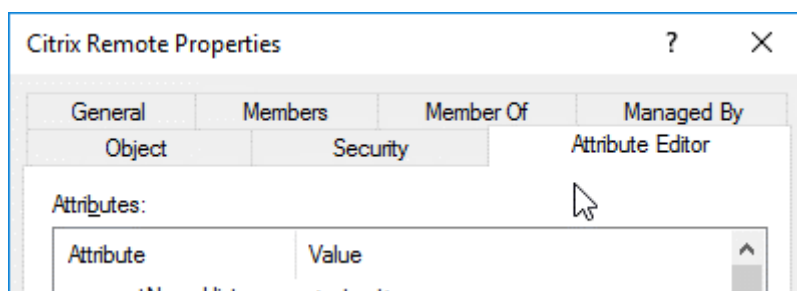 Citrix Remote Properties
General Members Member Of Managed By
Object Security Attribute Editor
Attributes:
Attribute Value